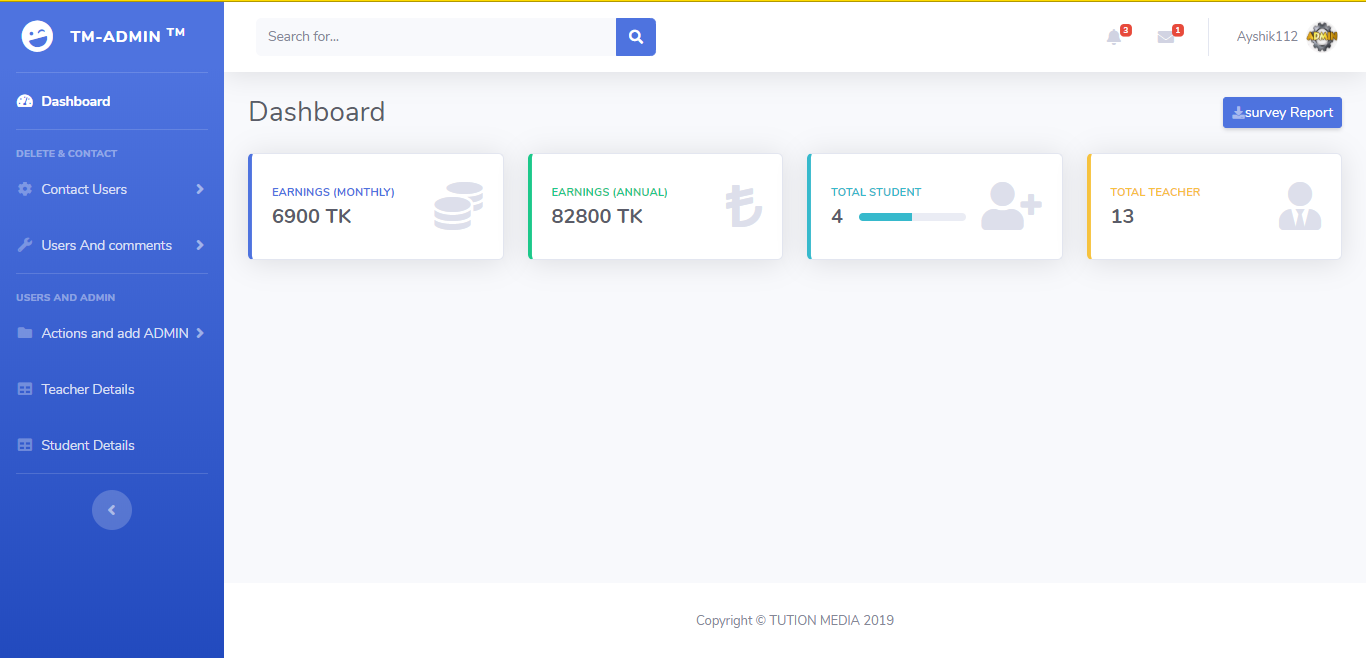 TM-ADMIN TM
Search for...
3
1
Ayshik112
ADMIN
Dashboard
DELETE & CONTACT
Contact Users
Users And comments
USERS AND ADMIN
Actions and add ADMIN
Teacher Details
Student Details
Dashboard
survey Report
EARNINGS (MONTHLY)
6900 TK
EARNINGS (ANNUAL)
82800 TK
TOTAL STUDENT
4
TOTAL TEACHER
13
Copyright © TUTION MEDIA 2019